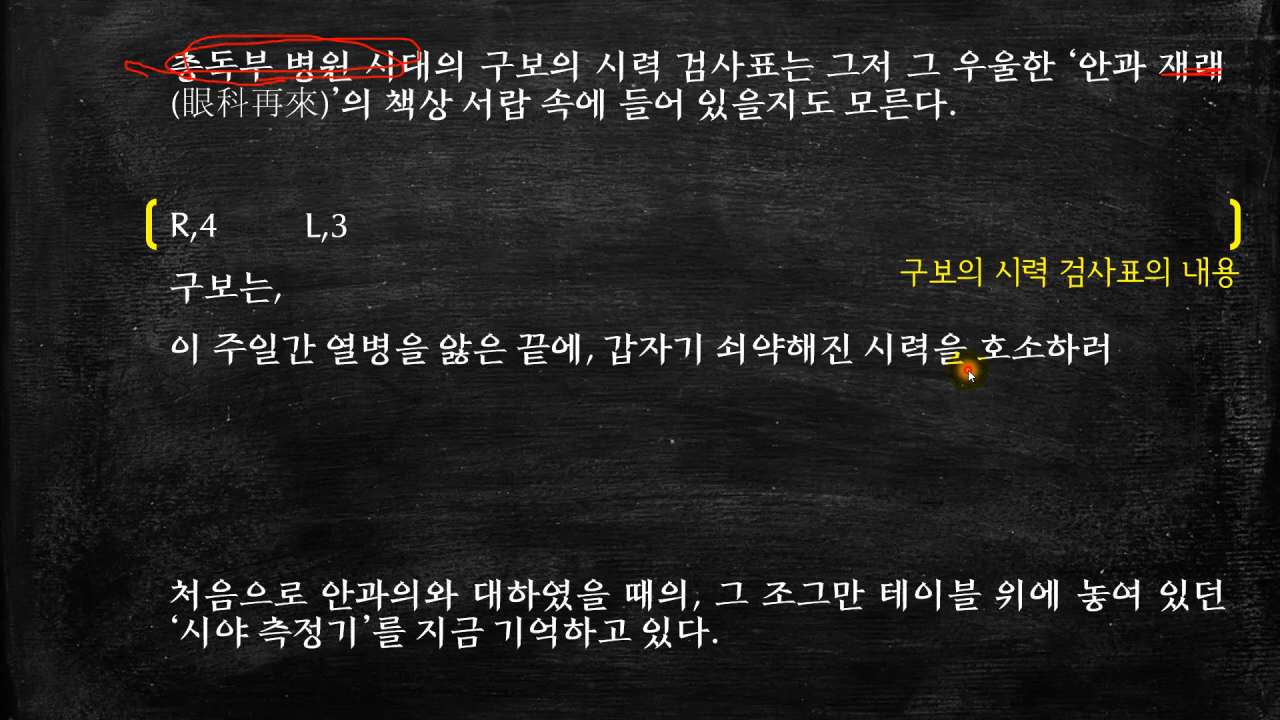 총독부 병원 시대의 구보의 시력 검사표는 그저 그 우울한 ‘안과 재래
(眼科再來)’의 책상 서랍 속에 들어 있을지도 모른다.
R,4 L,3
구보의 시력 검사표의 내용
구보는,
이 주일간 열병을 앓은 끝에, 갑자기 쇠약해진 시력을 호소하러
처음으로 안과의와 대하였을 때의, 그 조그만 테이블 위에 놓여 있던
‘시야 측정기’를 지금 기억하고 있다.